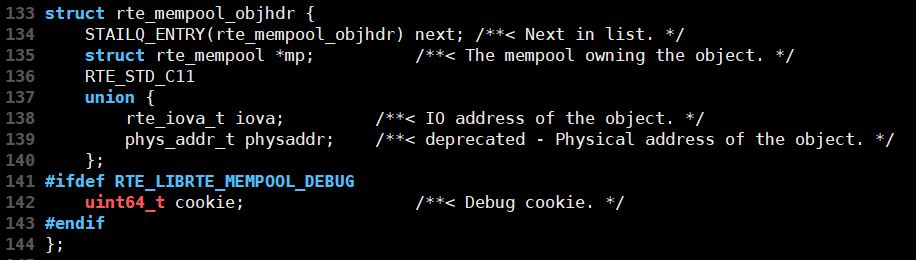 133 struct rte_mempool_objhdr {
134     STAILQ_ENTRY(rte_mempool_objhdr) next; /**< Next in list. */
135     struct rte_mempool *mp;          /**< The mempool owning the object. */
136     RTE_STD_C11
137     union {
138         rte_iova_t iova;         /**< IO address of the object. */
139         phys_addr_t physaddr;    /**< deprecated - Physical address of the object. */
140     };
141 #ifdef RTE_LIBRTE_MEMPOOL_DEBUG
142     uint64_t cookie;                 /**< Debug cookie. */
143 #endif
144 };